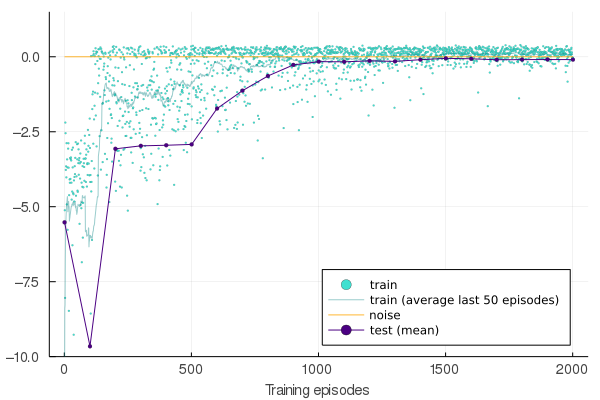 0.0
−2.5
−5.0
−7.5
−10.0
0
500
1000
1500
2000
Training episodes
train
train (average last 50 episodes)
noise
test (mean)